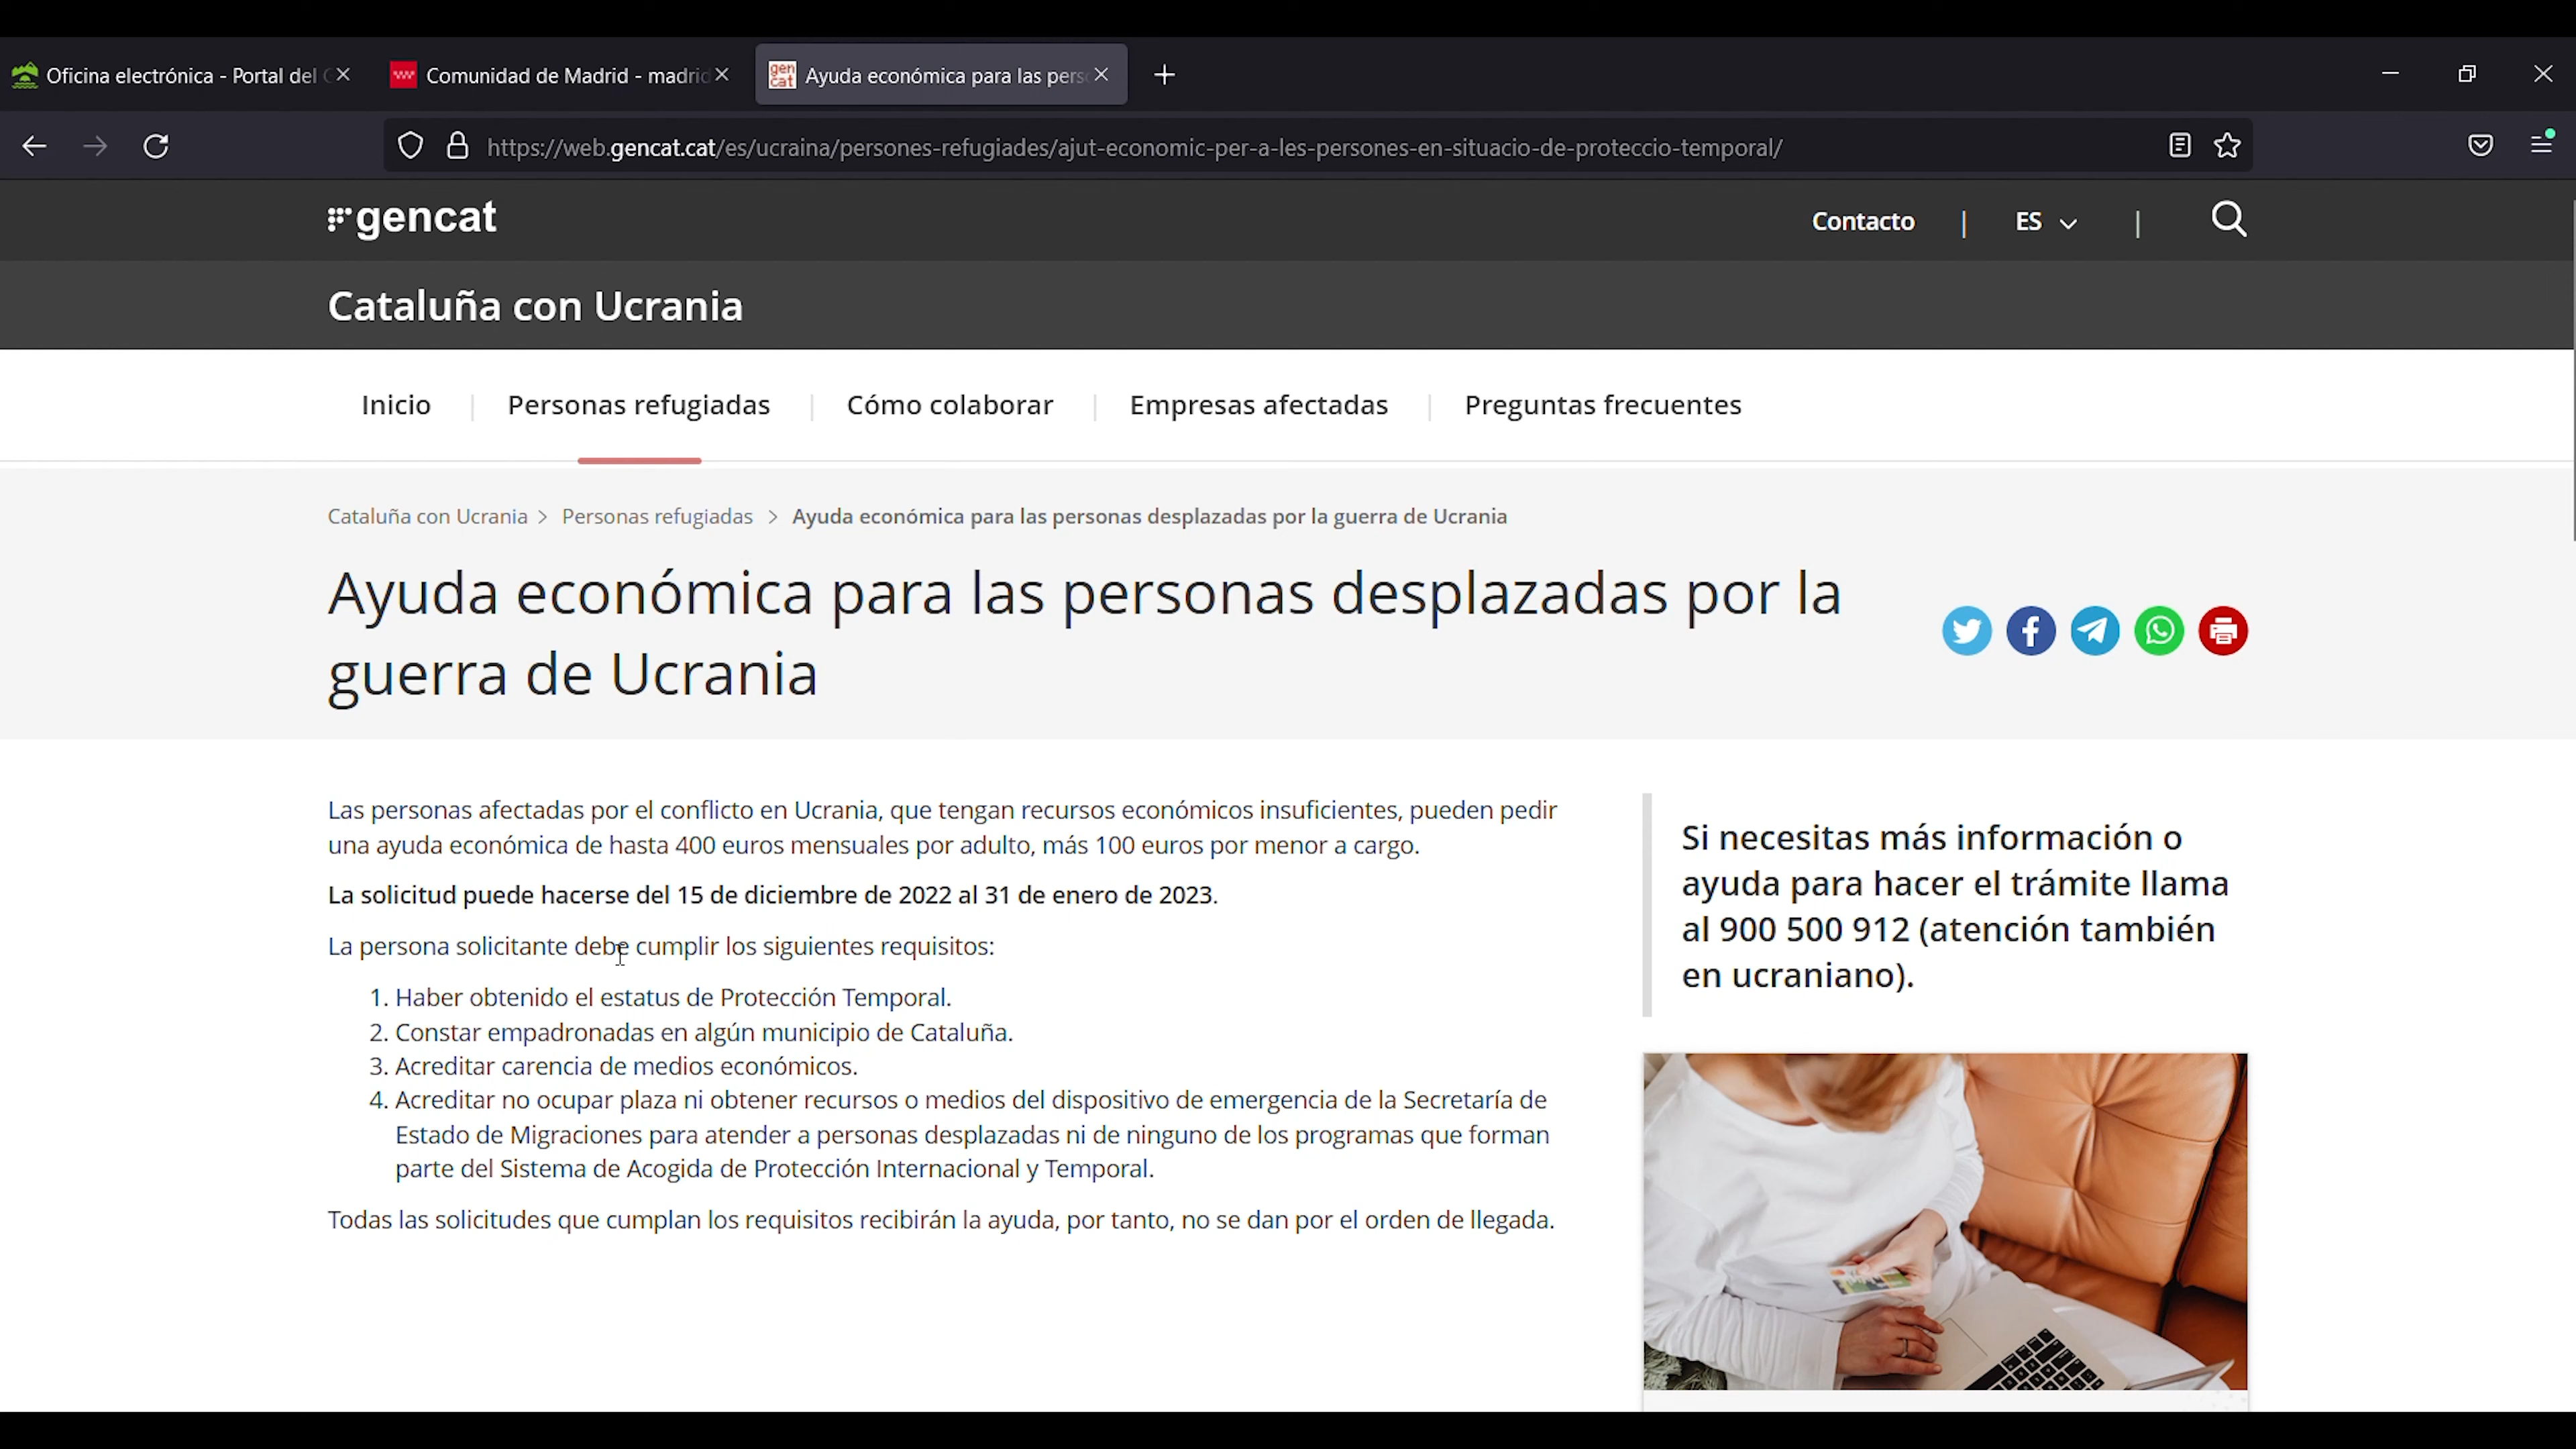 Oficina electrónica - Portal del
Comunidad de Madrid - madrid
gen
cat
Ayuda económica para las pers
https://web.gencat.cat/es/ucraina/persones-refugiades/ajut-economic-per-a-les-persones-en-situacio-de-proteccio-temporal/
gencat
Contacto | ES |
Cataluña con Ucrania
Inicio | Personas refugiadas | Cómo colaborar | Empresas afectadas | Preguntas frecuentes
Cataluña con Ucrania > Personas refugiadas > Ayuda económica para las personas desplazadas por la guerra de Ucrania
Ayuda económica para las personas desplazadas por la
guerra de Ucrania
Las personas afectadas por el conflicto en Ucrania, que tengan recursos económicos insuficientes, pueden pedir
una ayuda económica de hasta 400 euros mensuales por adulto, más 100 euros por menor a cargo.
La solicitud puede hacerse del 15 de diciembre de 2022 al 31 de enero de 2023.
La persona solicitante debe cumplir los siguientes requisitos:
1. Haber obtenido el estatus de Protección Temporal.
2. Constar empadronadas en algún municipio de Cataluña.
3. Acreditar carencia de medios económicos.
4. Acreditar no ocupar plaza ni obtener recursos o medios del dispositivo de emergencia de la Secretaría de
Estado de Migraciones para atender a personas desplazadas ni de ninguno de los programas que forman
parte del Sistema de Acogida de Protección Internacional y Temporal.
Todas las solicitudes que cumplan los requisitos recibirán la ayuda, por tanto, no se dan por el orden de llegada.
Si necesitas más información o
ayuda para hacer el trámite llama
al 900 500 912 (atención también
en ucraniano).